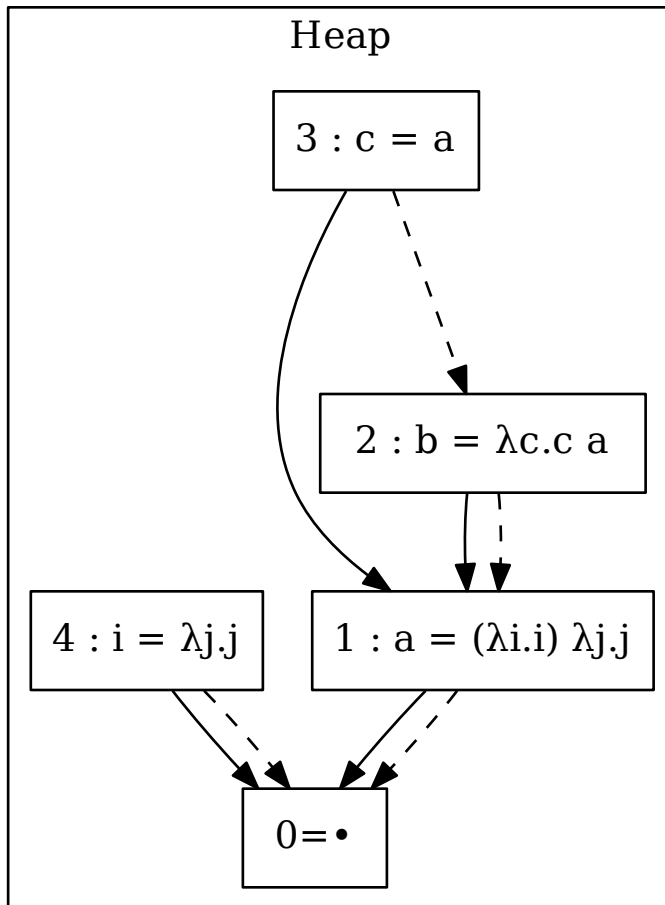 Heap
3 : c = a
2 : b = λc.c a
4 : i = λj.j
1 : a = (λi.i) λj.j
0=•